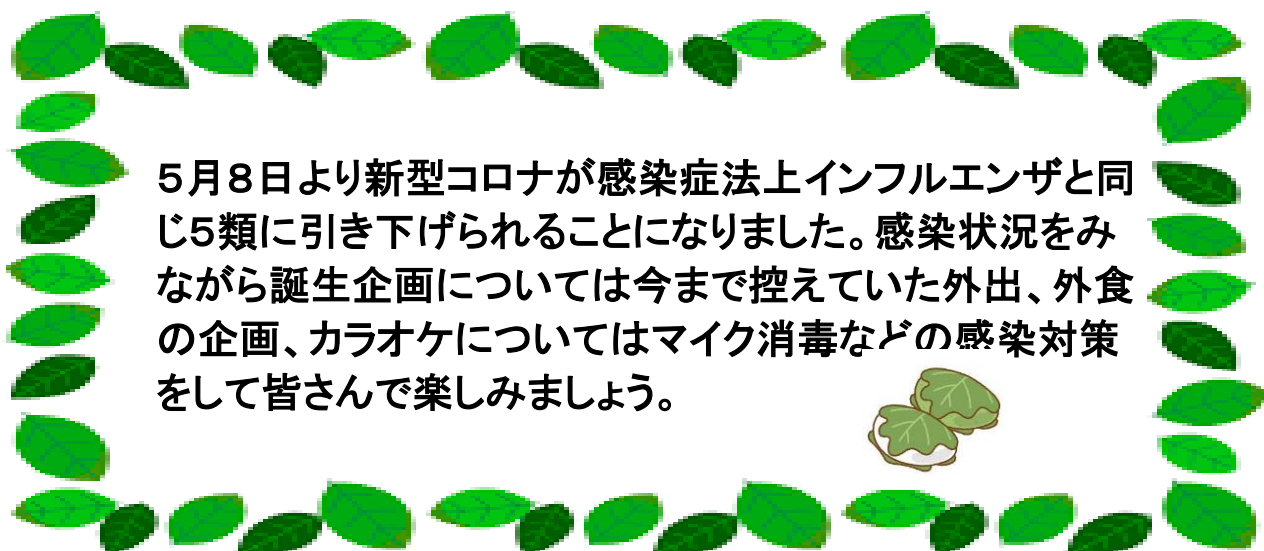 ５月８日より新型コロナが感染症法上インフルエンザと同
じ５類に引き下げられることになりました。感染状況をみ
ながら誕生企画については今まで控えていた外出、外食
の企画、カラオケについてはマイク消毒などの感染対策
をして皆さんで楽しみましょう。